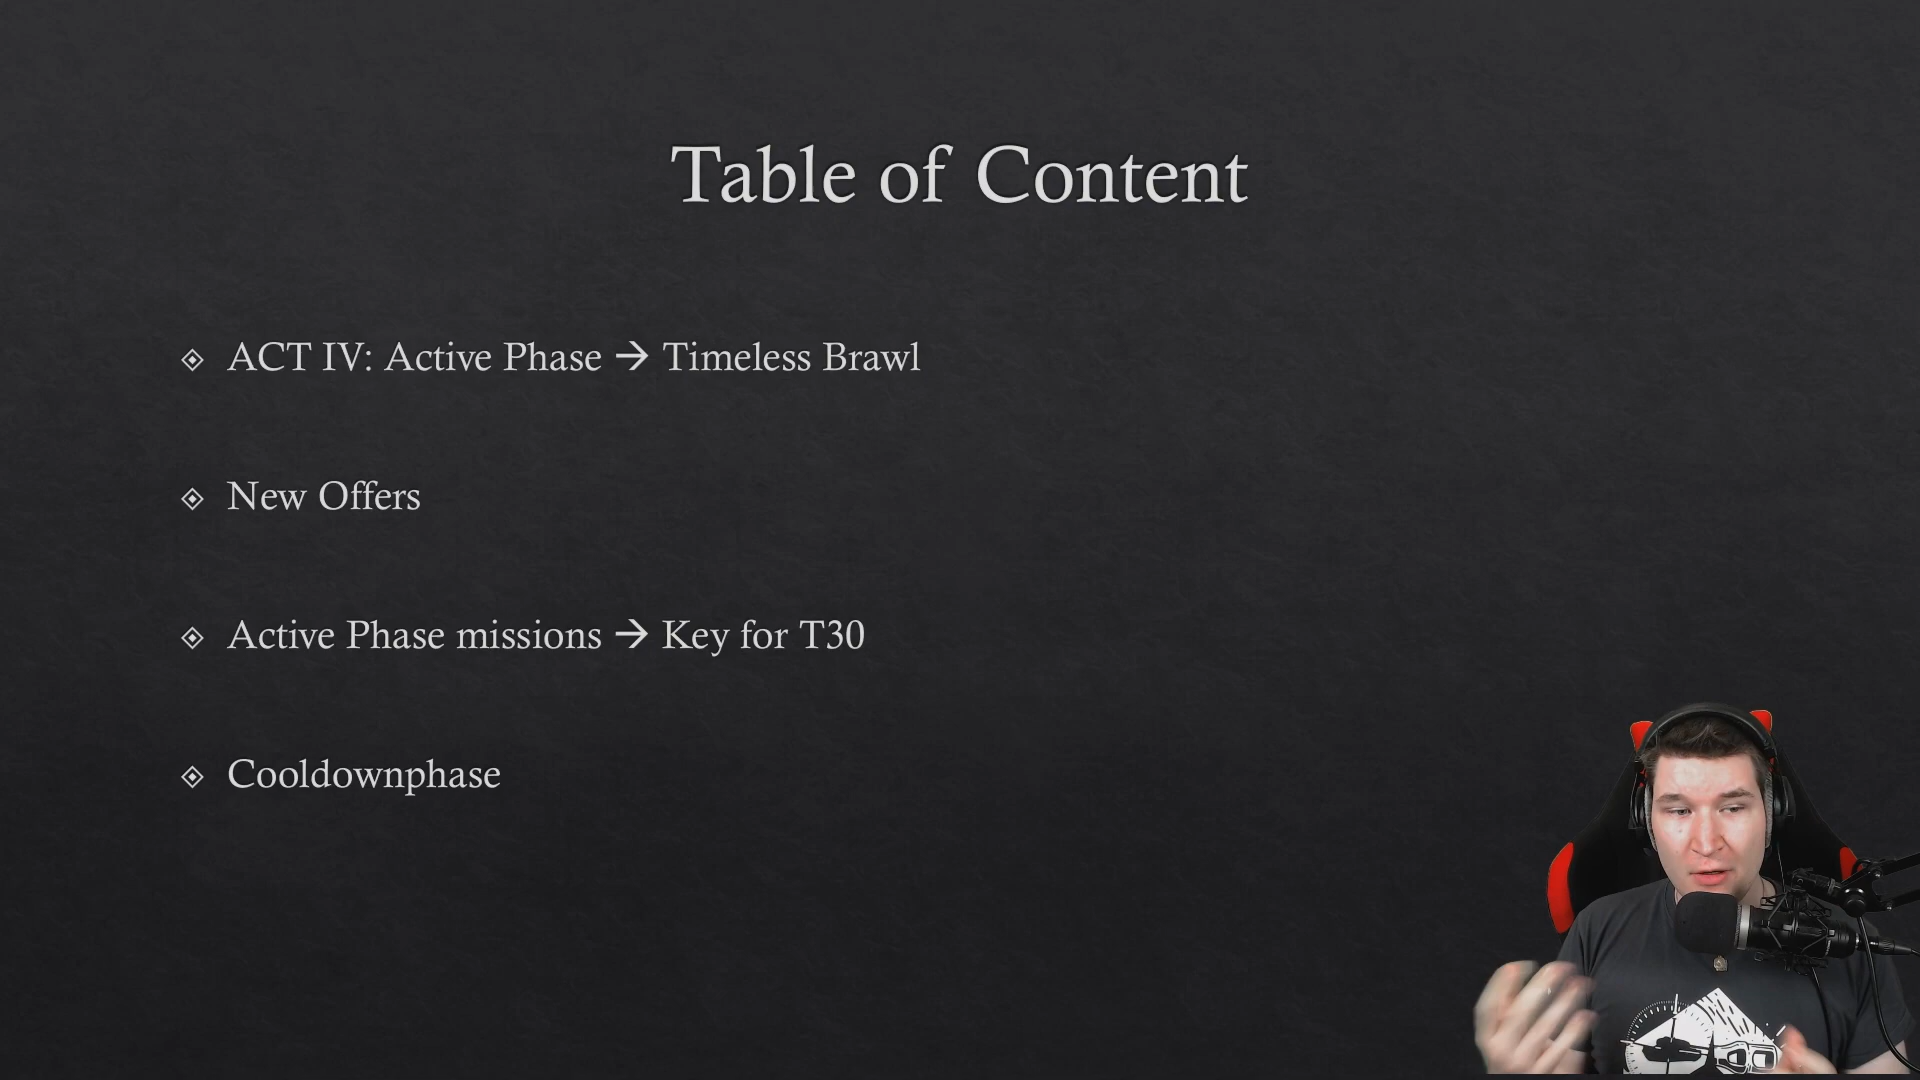 Table of Content
ACT IV: Active Phase → Timeless Brawl
New Offers
Active Phase missions → Key for T30
Cooldownphase